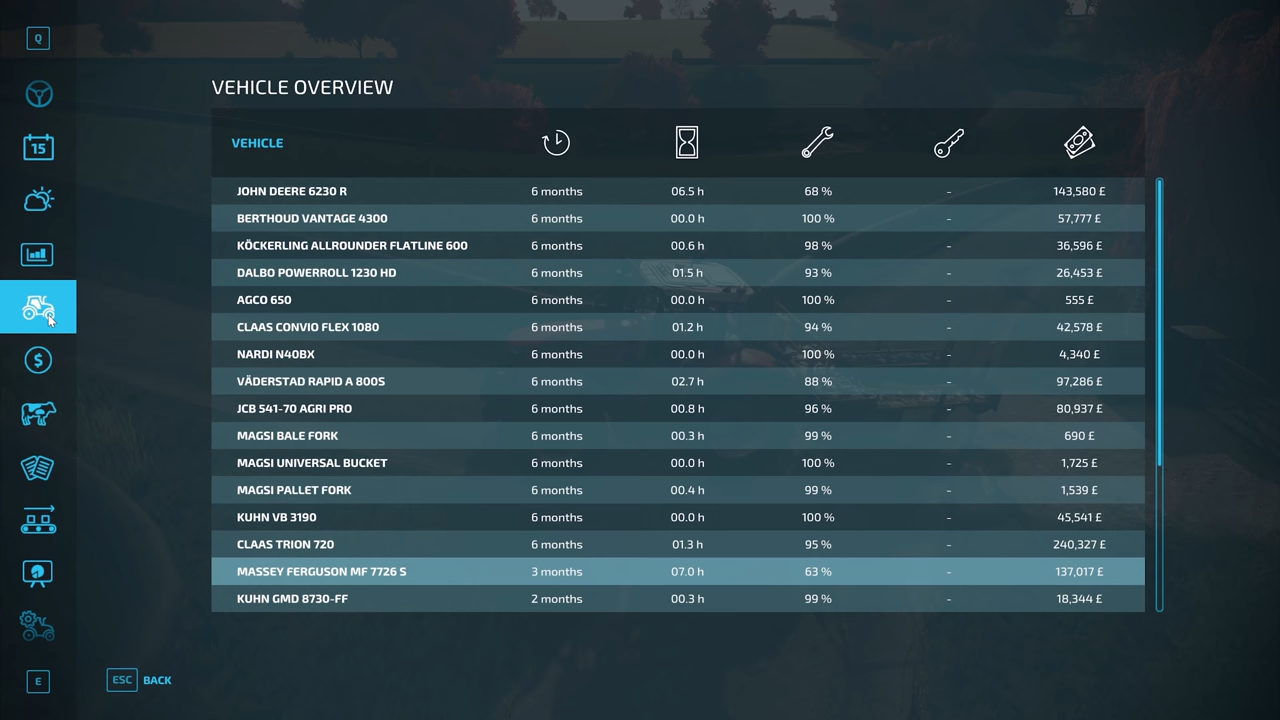 Q
VEHICLE OVERVIEW
15
VEHICLE
JOHN DEERE 6230 R 6 months 06.5 h 68 % - 143,580 £
BERTHOUD VANTAGE 4300 6 months 00.0 h 100 % - 57,777 £
KÖCKERLING ALLROUNDER FLATLINE 600 6 months 00.6 h 98 % - 36,596 £
DALBO POWERROLL 1230 HD 6 months 01.5 h 93 % - 26,453 £
AGCO 650 6 months 00.0 h 100 % - 555 £
CLAAS CONVIO FLEX 1080 6 months 01.2 h 94 % - 42,578 £
NARDI N40BX 6 months 00.0 h 100 % - 4,340 £
VÄDERSTAD RAPID A 800S 6 months 02.7 h 88 % - 97,286 £
JCB 541-70 AGRI PRO 6 months 00.8 h 96 % - 80,937 £
MAGSI BALE FORK 6 months 00.3 h 99 % - 690 £
MAGSI UNIVERSAL BUCKET 6 months 00.0 h 100 % - 1,725 £
MAGSI PALLET FORK 6 months 00.4 h 99 % - 1,539 £
KUHN VB 3190 6 months 00.0 h 100 % - 45,541 £
CLAAS TRION 720 6 months 01.3 h 95 % - 240,327 £
MASSEY FERGUSON MF 7726 S 3 months 07.0 h 63 % - 137,017 £
KUHN GMD 8730-FF 2 months 00.3 h 99 % - 18,344 £
E
ESC BACK